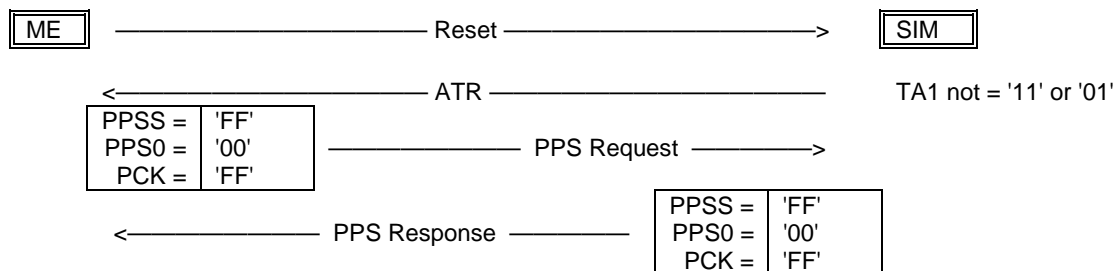 ME Reset SIM
ATR TA1 not = '11' or '01'
PPSS = 'FF'
PPS0 = '00' PPS Request
PCK = 'FF'
PPSS = 'FF'
PPS Response PPS0 = '00'
PCK = 'FF'